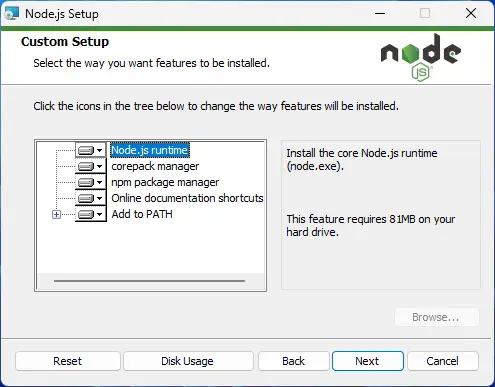 Node.js Setup
Custom Setup
Select the way you want features to be installed.
node
JS
Click the icons in the tree below to change the way features will be installed.
Node.js runtime
corepack manager
npm package manager
Online documentation shortcuts
Add to PATH
Install the core Node.js runtime
(node.exe).
This feature requires 81MB on your
hard drive.
Browse...
Reset
Disk Usage
Back
Next
Cancel